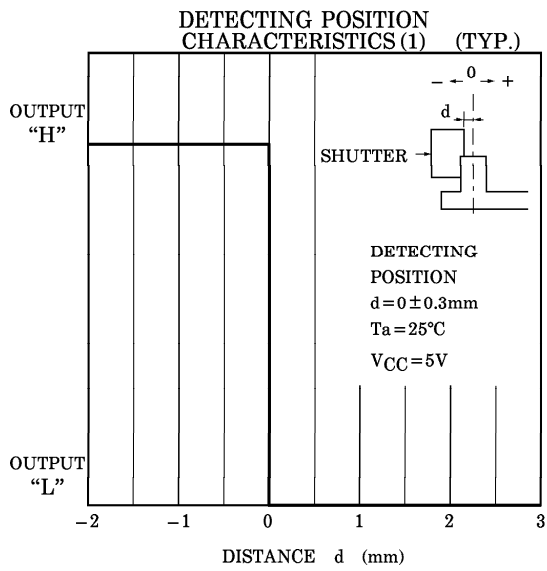 DETECTING POSITION
CHARACTERISTICS (1) (TYP.)
OUTPUT
“H”
− 0 +
d
SHUTTER
DETECTING
POSITION
d=0±0.3mm
Ta=25°C
VCC=5V
OUTPUT
“L”
−2 −1 0 1 2 3
DISTANCE d (mm)